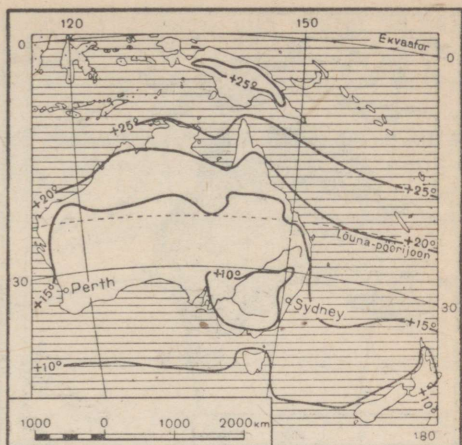 120 150
0 Ekvaator 0
+25°
+25° +25°
+20° +20°
Lõuna-pöörijoon
30 +10° 30
+15° Perth Sydney +15°
+10° +10°
1000 0 1000 2000 км 180